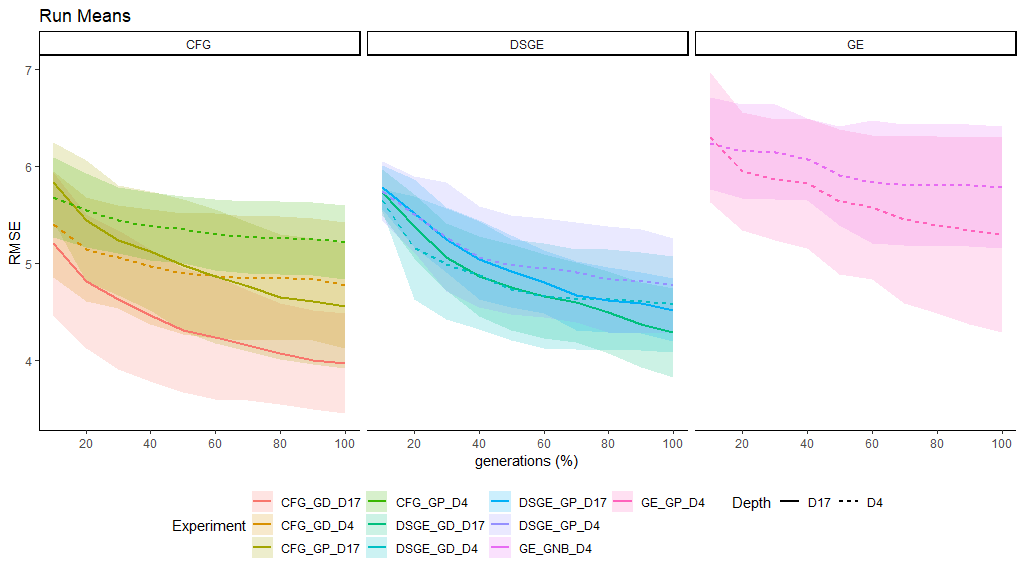 Run Means
CFG DSGE GE
7
6
5
4
RMSE
20 40 60 80 100 20 40 60 80 100 20 40 60 80 100
generations (%)
Experiment
CFG_GD_D17 CFG_GP_D4 DSGE_GP_D17 GE_GP_D4
CFG_GD_D4 DSGE_GD_D17 DSGE_GP_D4
CFG_GP_D17 DSGE_GD_D4 GE_GNB_D4
Depth D17 D4